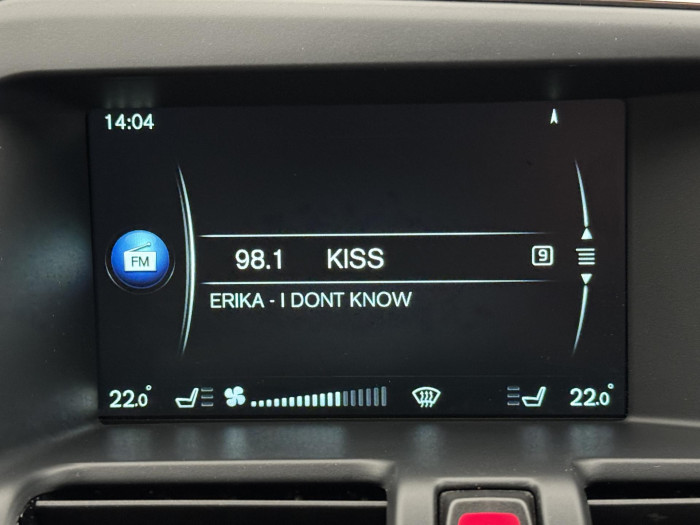 14:04
FM
98.1 KISS 9
ERIKA - I DONT KNOW
22.0° 22.0°